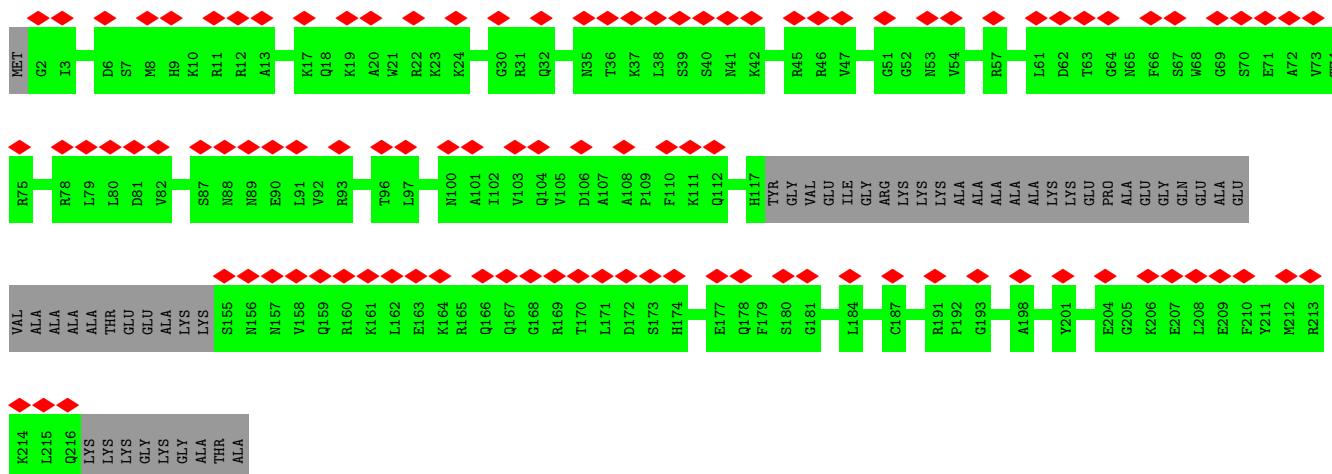 MET G2 I3 D6 S7 M8 H9 K10 R11 R12 A13 K17 Q18 K19 A20 W21 R22 K23 K24 G30 R31 Q32 N35 T36 K37 L38 S39 S40 N41 K42 R45 R46 V47 G51 G52 N53 V54 R57 L61 D62 T63 G64 N65 F66 S67 W68 G69 S70 E71 A72 V73
R75 R78 L79 L80 D81 V82 S87 N88 N89 E90 L91 V92 R93 T96 L97 N100 A101 I102 V103 Q104 V105 D106 A107 A108 P109 F110 K111 Q112 H117 TYR GLY VAL GLU ILE GLY ARG LYS LYS LYS ALA ALA ALA ALA ALA LYS LYS GLU PRO ALA GLU GLY GLN GLU ALA GLU
VAL ALA ALA ALA ALA THR GLU GLU ALA LYS LYS S155 N156 N157 V158 Q159 R160 K161 L162 E163 K164 R165 Q166 Q167 G168 R169 T170 L171 D172 S173 H174 E177 Q178 F179 S180 G181 L184 C187 R191 P192 G193 A198 Y201 E204 G205 K206 E207 L208 E209 F210 Y211 M212 R213
K214 L215 Q216 LYS LYS LYS GLY LYS GLY ALA THR ALA